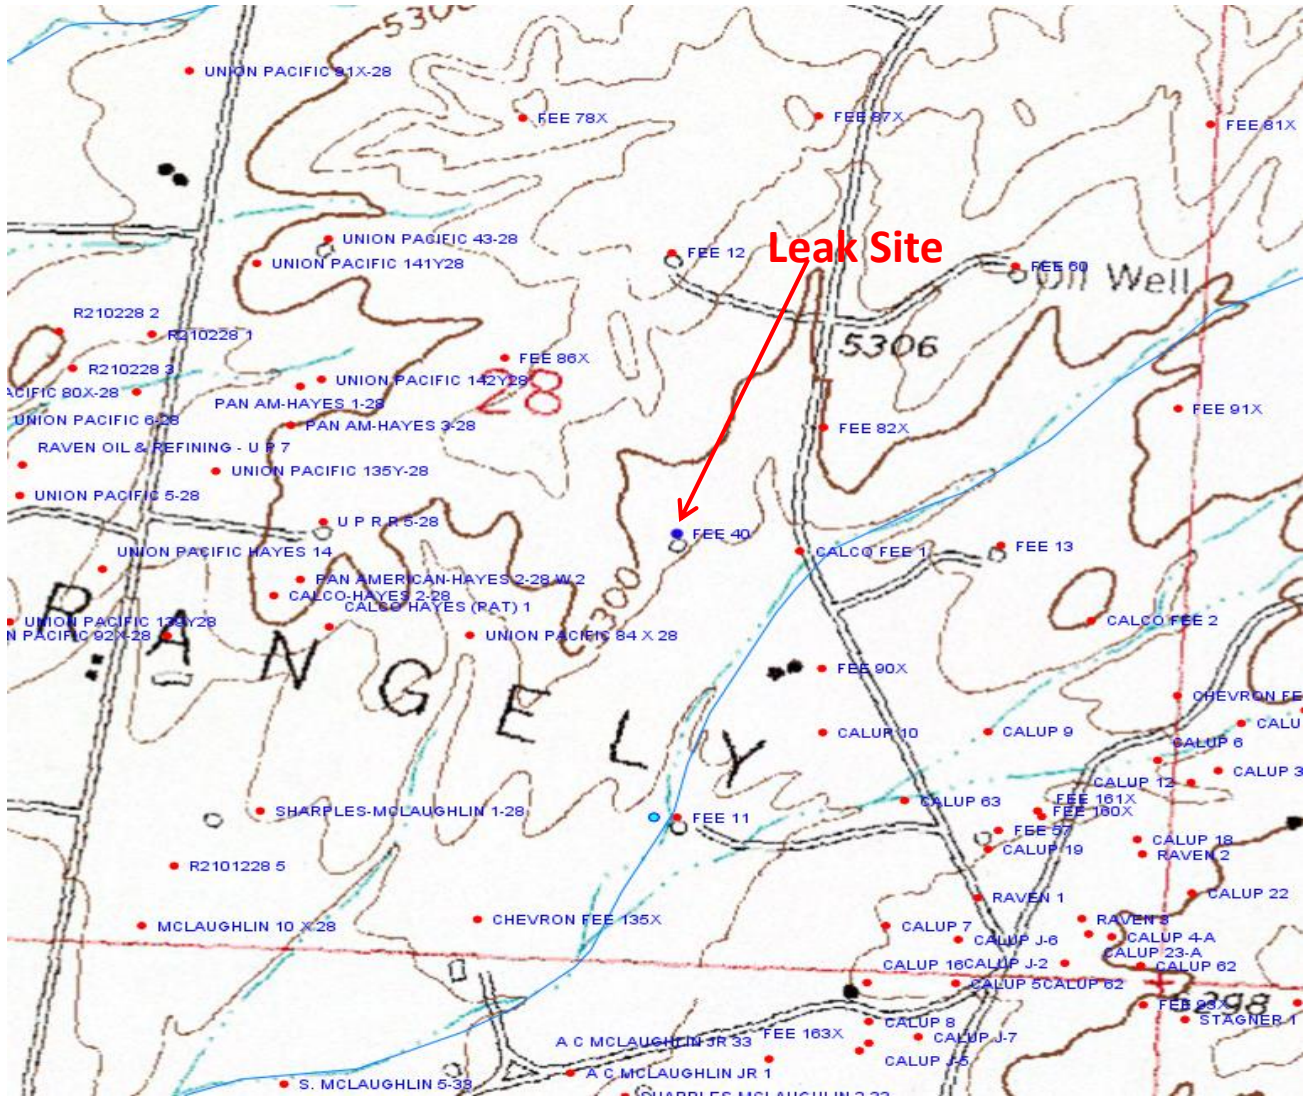 5300
UNION PACIFIC 91X-28
FEE 78X
FEE 87X
FEE 81X
UNION PACIFIC 43-28
FEE 12
Leak Site
UNION PACIFIC 141Y28
FEE 60
Oil Well
R210228 2
R210228 1
5306
FEE 86X
R210228 3
UNION PACIFIC 142Y28
28
ACIFIC 80X-28
PAN AM-HAYES 1-28
FEE 91X
UNION PACIFIC 6-28
PAN AM-HAYES 3-28
FEE 82X
RAVEN OIL & REFINING - U P 7
UNION PACIFIC 135Y-28
UNION PACIFIC 5-28
U P R R 5-28
FEE 40
UNION PACIFIC HAYES 14
CALCO FEE 1
FEE 13
PAN AMERICAN-HAYES 2-28 W 2
CALCO-HAYES 2-28
CALCO HAYES (PAT) 1
5300
UNION PACIFIC 139Y28
CALCO FEE 2
N PACIFIC 92X-28
UNION PACIFIC 84 X 28
RANGELY
FEE 90X
CHEVRON FE
CALU
CALUP 10
CALUP 9
CALUP 6
CALUP 3
CALUP 12
CALUP 63
FEE 161X
SHARPLES-MCLAUGHLIN 1-28
FEE 11
FEE 160X
FEE 57
CALUP 18
CALUP 19
RAVEN 2
R2101228 5
CALUP 22
RAVEN 1
MCLAUGHLIN 10 X 28
CHEVRON FEE 135X
CALUP 7
RAVEN 3
CALUP J-6
CALUP 4-A
CALUP 23-A
CALUP 16
CALUP J-2
CALUP 62
CALUP 5
CALUP 62
FEE 93X
5298
CALUP 8
STAGNER 1
FEE 163X
A C MCLAUGHLIN JR 33
CALUP J-7
CALUP J-5
A C MCLAUGHLIN JR 1
S. MCLAUGHLIN 5-33
SHARPLES-MCLAUGHLIN 2-33